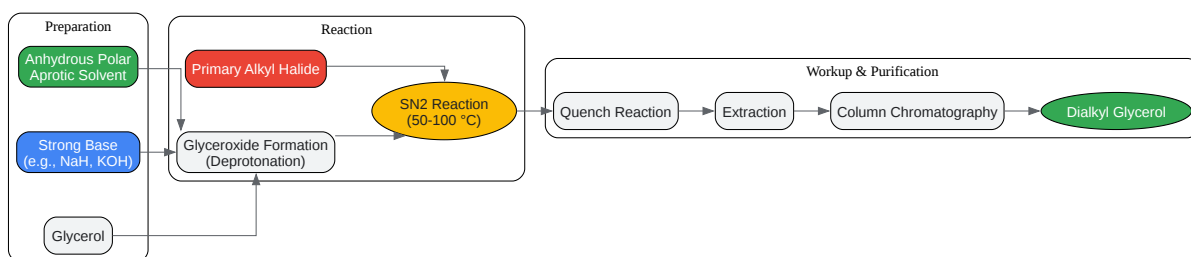 Preparation
Anhydrous Polar
Aprotic Solvent
Strong Base
(e.g., NaH, KOH)
Glycerol
Reaction
Primary Alkyl Halide
Glyceroxide Formation
(Deprotonation)
SN2 Reaction
(50-100 °C)
Workup & Purification
Quench Reaction
Extraction
Column Chromatography
Dialkyl Glycerol